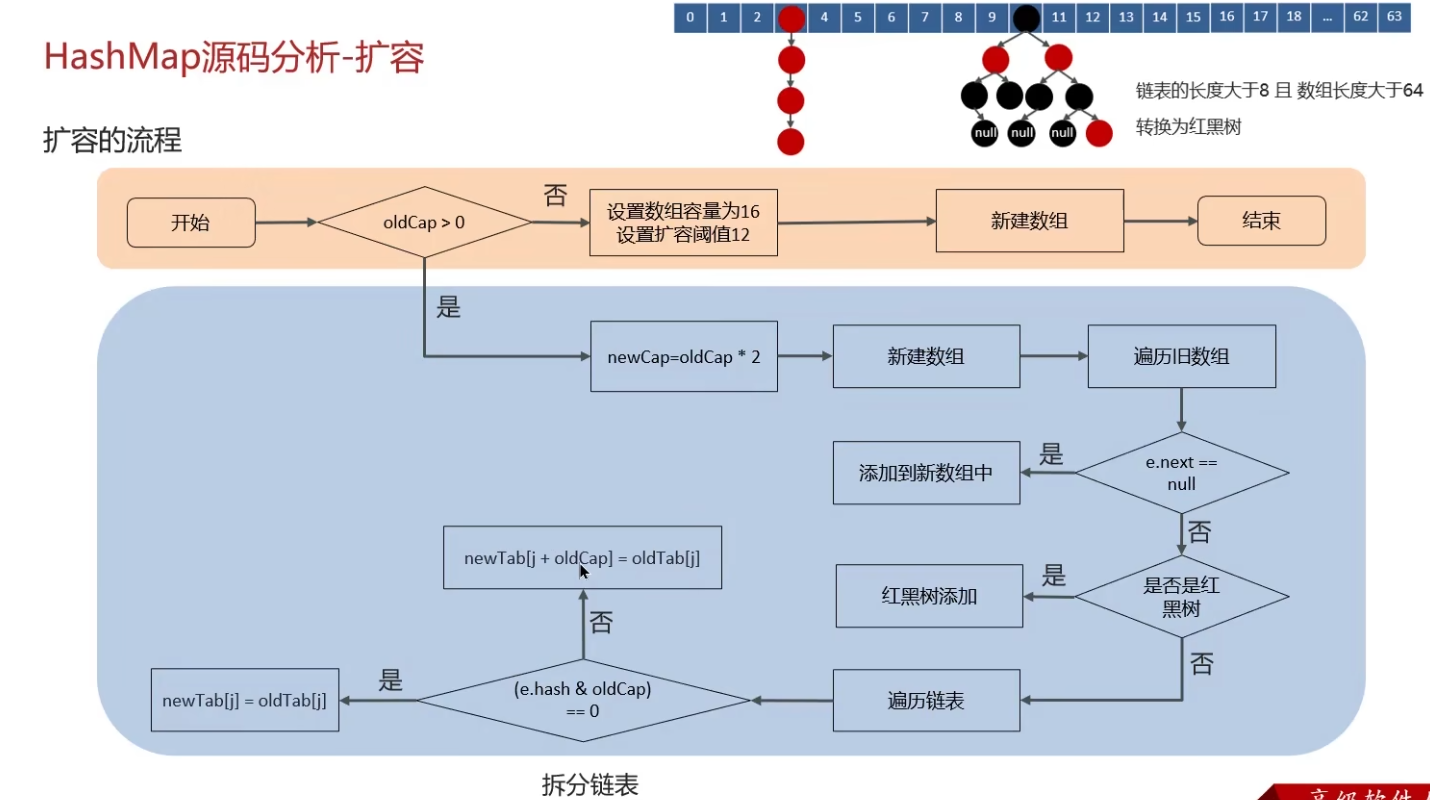 0 1 2 4 5 6 7 8 9 11 12 13 14 15 16 17 18 ... 62 63
HashMap源码分析-扩容
链表的长度大于8 且 数组长度大于64
转换为红黑树
null null null
扩容的流程
开始
oldCap > 0
否
设置数组容量为16
设置扩容阈值12
新建数组
结束
是
newCap=oldCap * 2
新建数组
遍历旧数组
e.next ==
null
是
添加到新数组中
否
是否是红
黑树
是
红黑树添加
否
遍历链表
(e.hash & oldCap)
== 0
否
newTab[j + oldCap] = oldTab[j]
是
newTab[j] = oldTab[j]
拆分链表